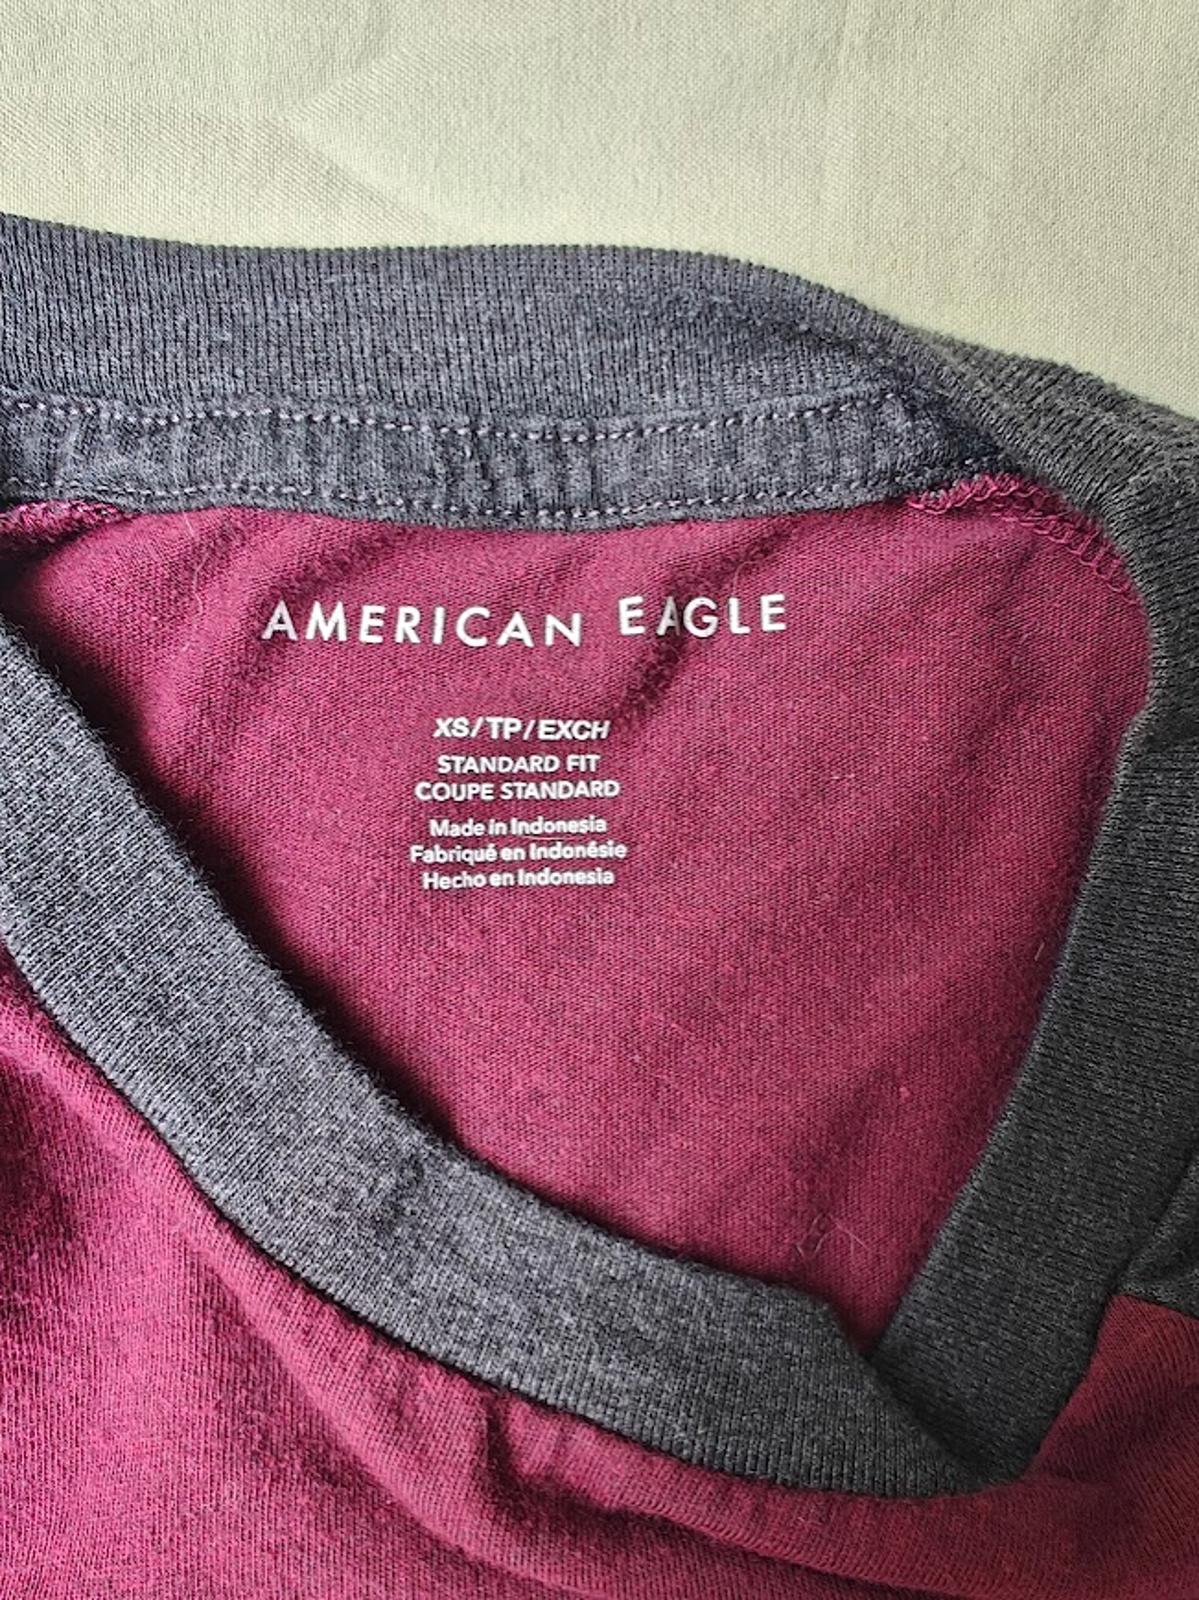 AMERICAN EAGLE
XS/TP/EXCH
STANDARD FIT
COUPE STANDARD
Made in Indonesia
Fabriqué en Indonésie
Hecho en Indonesia